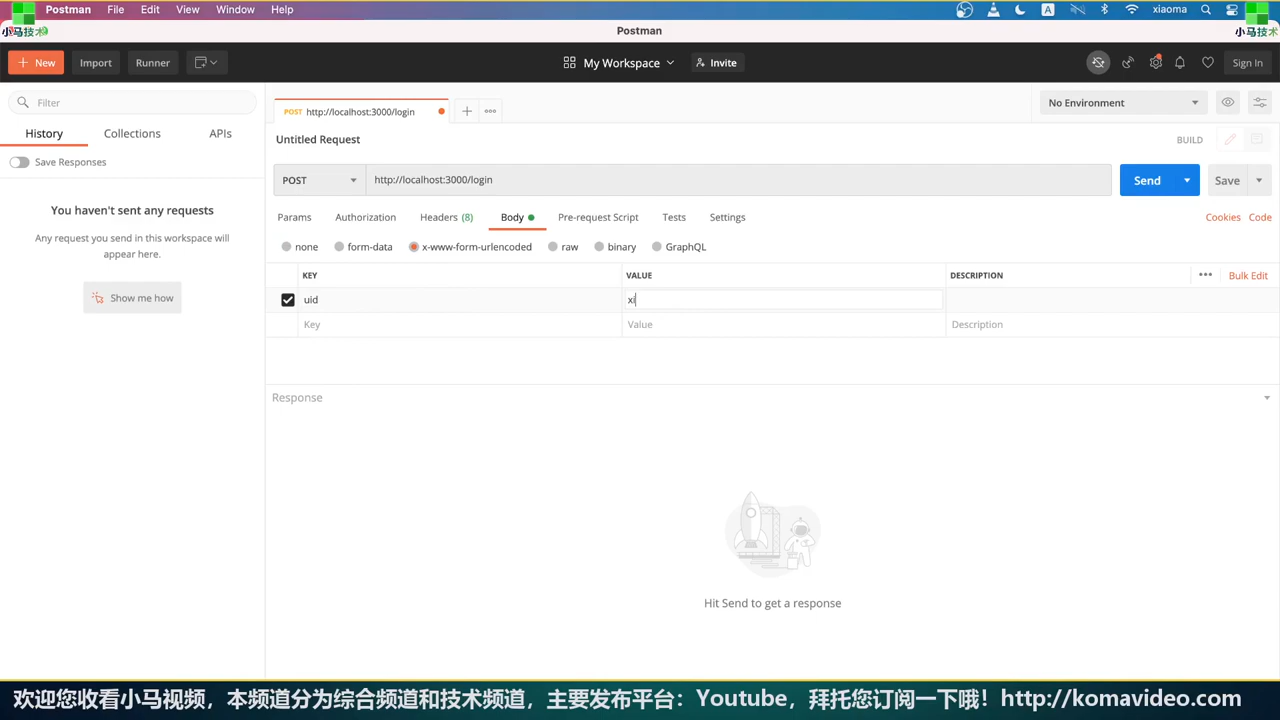 Postman File Edit View Window Help A xiaoma
小马技术 Postman 小马技术
New Import Runner My Workspace Invite Sign In
Filter
History Collections APIs
Save Responses
You haven't sent any requests
Any request you send in this workspace will
appear here.
Show me how
POST http://localhost:3000/login No Environment
Untitled Request BUILD
POST http://localhost:3000/login Send Save
Params Authorization Headers (8) Body Pre-request Script Tests Settings Cookies Code
none form-data x-www-form-urlencoded raw binary GraphQL
KEY VALUE DESCRIPTION Bulk Edit
uid xi
Key Value Description
Response
Hit Send to get a response
欢迎您收看小马视频，本频道分为综合频道和技术频道，主要发布平台：Youtube，拜托您订阅一下哦！http://komavideo.com